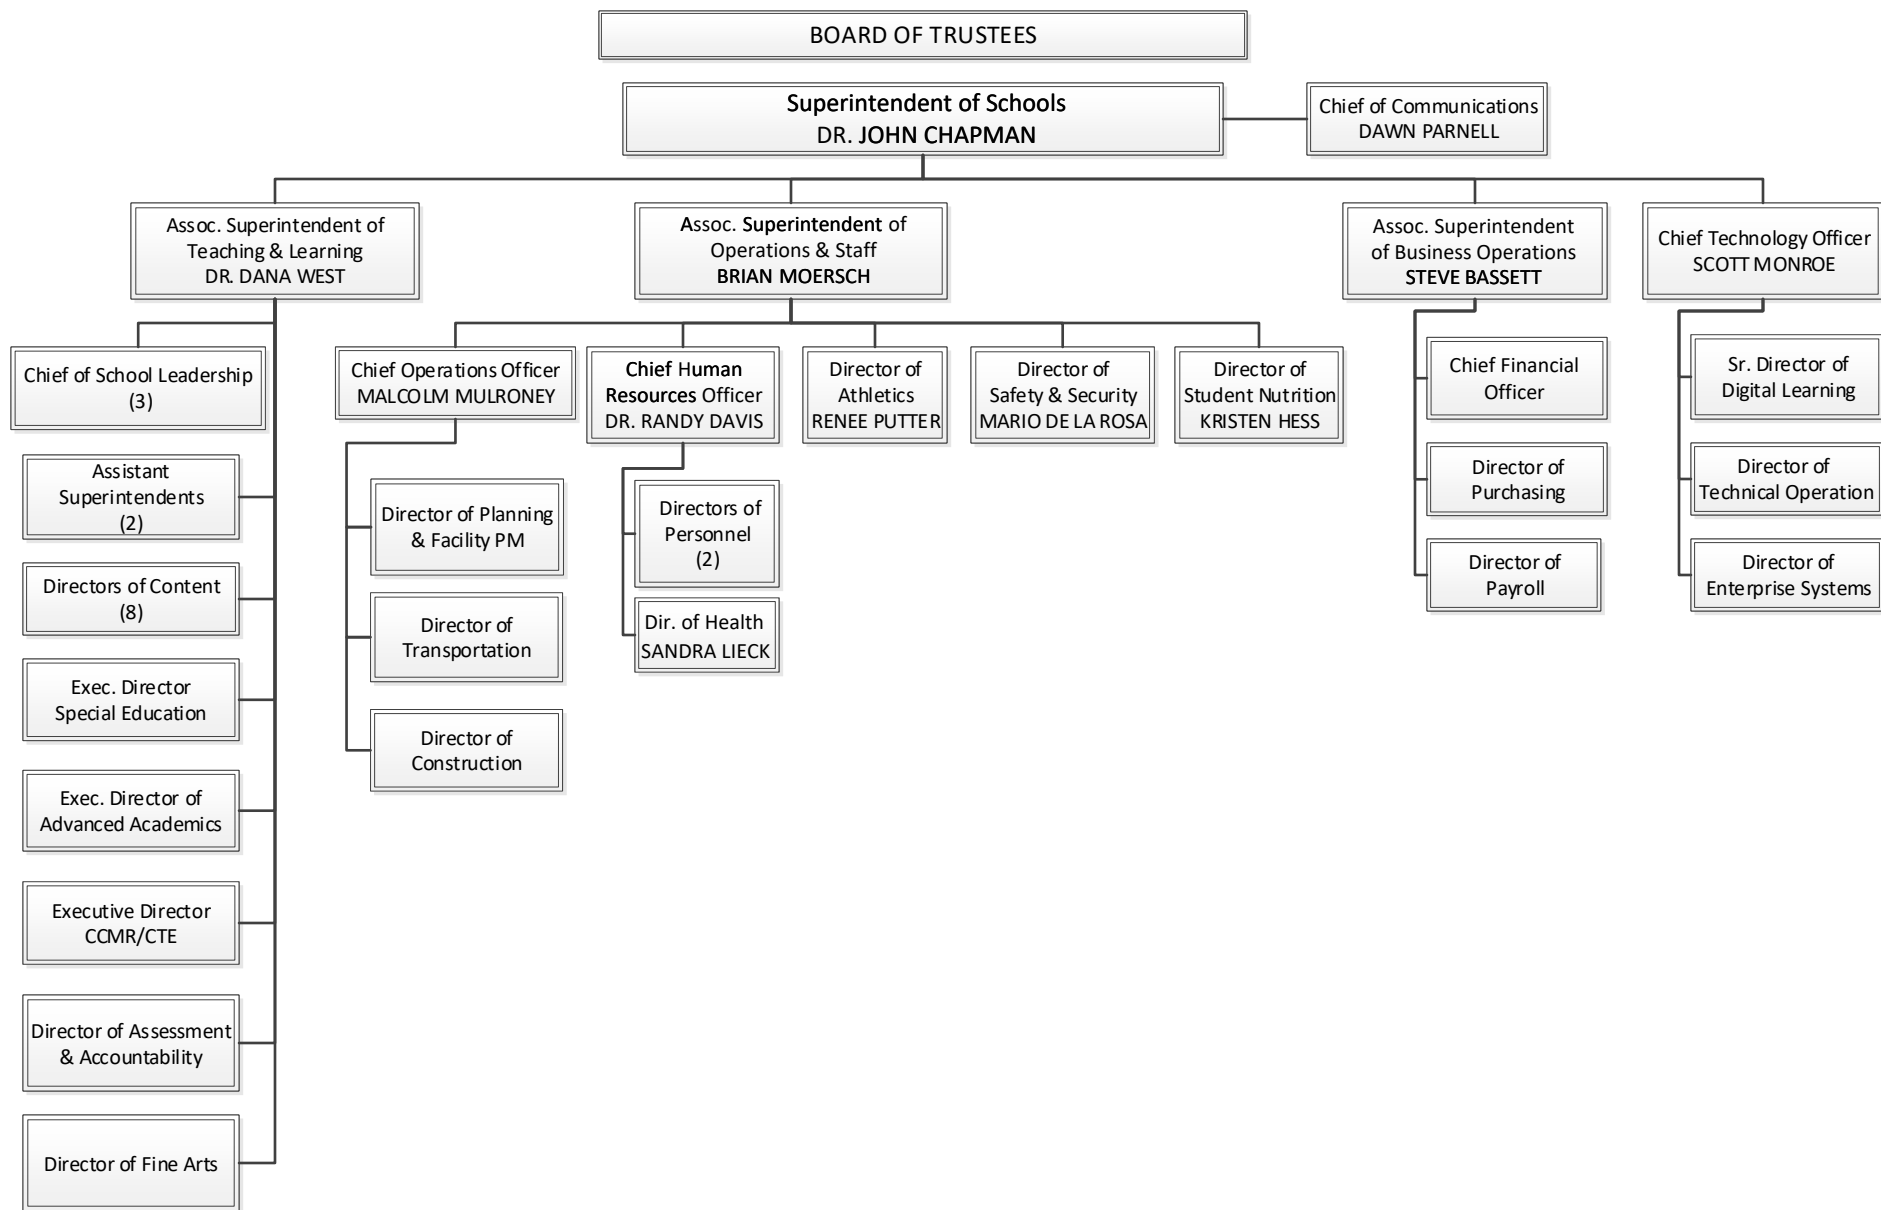 BOARD OF TRUSTEES
Superintendent of Schools
DR. JOHN CHAPMAN
Chief of Communications
DAWN PARNELL
Assoc. Superintendent of
Teaching & Learning
DR. DANA WEST
Assoc. Superintendent of
Operations & Staff
BRIAN MOERSCH
Assoc. Superintendent
of Business Operations
STEVE BASSETT
Chief Technology Officer
SCOTT MONROE
Chief of School Leadership
(3)
Assistant
Superintendents
(2)
Directors of Content
(8)
Exec. Director
Special Education
Exec. Director of
Advanced Academics
Executive Director
CCMR/CTE
Director of Assessment
& Accountability
Director of Fine Arts
Chief Operations Officer
MALCOLM MULRONEY
Director of Planning
& Facility PM
Director of
Transportation
Director of
Construction
Chief Human
Resources Officer
DR. RANDY DAVIS
Directors of
Personnel
(2)
Dir. of Health
SANDRA LIECK
Director of
Athletics
RENEE PUTTER
Director of
Safety & Security
MARIO DE LA ROSA
Director of
Student Nutrition
KRISTEN HESS
Chief Financial
Officer
Director of
Purchasing
Director of
Payroll
Sr. Director of
Digital Learning
Director of
Technical Operation
Director of
Enterprise Systems